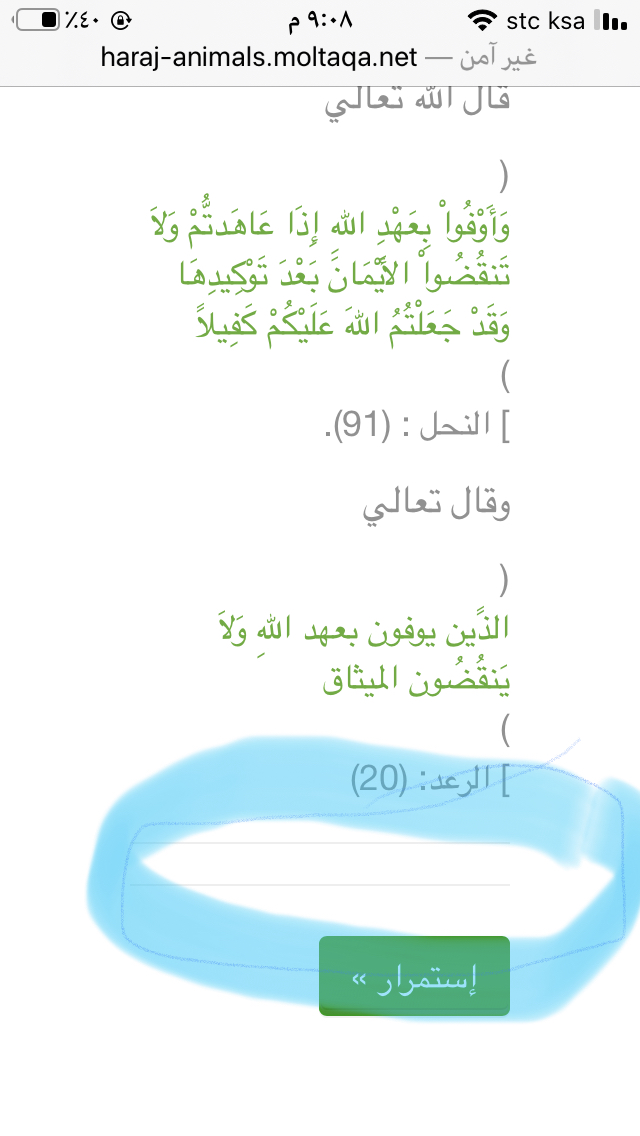 ٪٤٠ ٩:٠٨ م stc ksa
haraj-animals.moltaqa.net — غير آمن
قال الله تعالي
(
وَأَوْفُواْ بِعَهْدِ اللهِ إِذَا عَاهَدتُّمْ وَلاَ
تَنقُضُواْ الأَيْمَانَ بَعْدَ تَوْكِيدِهَا
وَقَدْ جَعَلْتُمُ اللهَ عَلَيْكُمْ كَفِيلاً
)
] النحل : (91).
وقال تعالي
(
الذَين يوفون بعهد اللهِ وَلاَ
يَنقُضُون الميثاق
)
] الرعد: (20)
إستمرار »